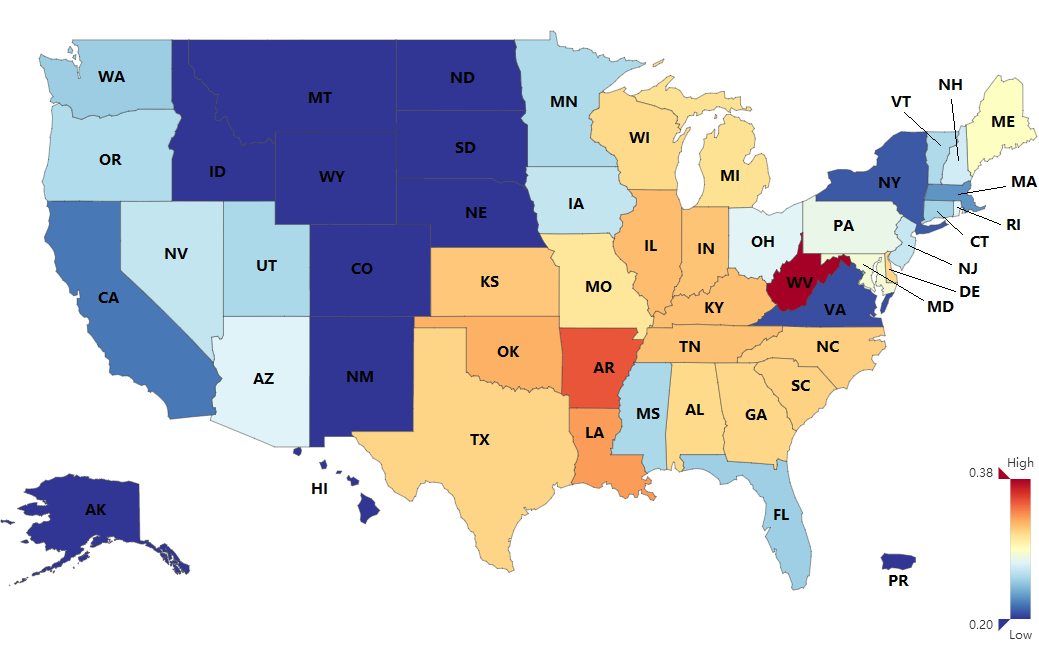 NH
VT
WA
ND
MT
MN
ME
WI
SD
OR
ID
WY
MI
NY
MA
IA
NE
RI
PA
CT
OH
IL
IN
NV
UT
CO
NJ
KS
WV
MO
DE
CA
MD
KY
VA
TN
NC
OK
AR
AZ
NM
SC
MS
AL
GA
LA
TX
High
0.38
HI
AK
FL
PR
0.20
Low